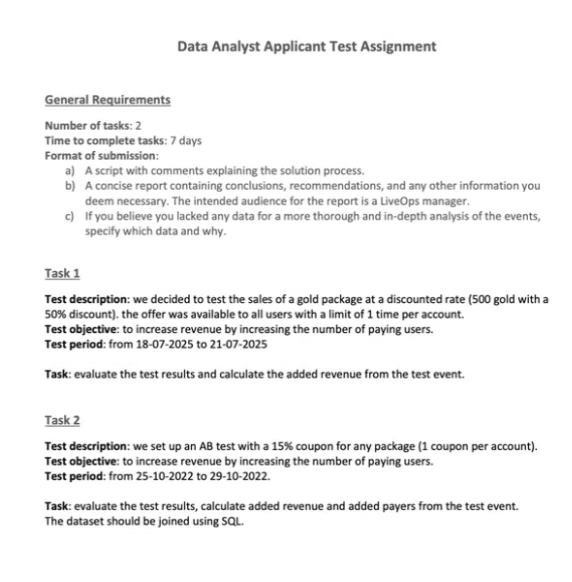 Data Analyst Applicant Test Assignment
General Requirements
Number of tasks: 2
Time to complete tasks: 7 days
Format of submission:
a) A script with comments explaining the solution process.
b) A concise report containing conclusions, recommendations, and any other information you
deem necessary. The intended audience for the report is a LiveOps manager.
c) If you believe you lacked any data for a more thorough and in-depth analysis of the events,
specify which data and why.
Task 1
Test description: we decided to test the sales of a gold package at a discounted rate (500 gold with a
50% discount). the offer was available to all users with a limit of 1 time per account.
Test objective: to increase revenue by increasing the number of paying users.
Test period: from 18-07-2025 to 21-07-2025
Task: evaluate the test results and calculate the added revenue from the test event.
Task 2
Test description: we set up an AB test with a 15% coupon for any package (1 coupon per account).
Test objective: to increase revenue by increasing the number of paying users.
Test period: from 25-10-2022 to 29-10-2022.
Task: evaluate the test results, calculate added revenue and added payers from the test event.
The dataset should be joined using SQL.